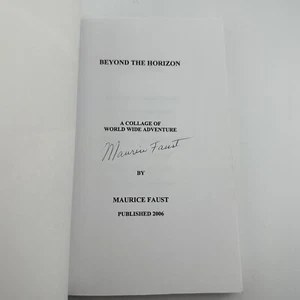 BEYOND THE HORIZON
A COLLAGE OF
WORLD WIDE ADVENTURE
Maurice Faust
BY
MAURICE FAUST
PUBLISHED 2006